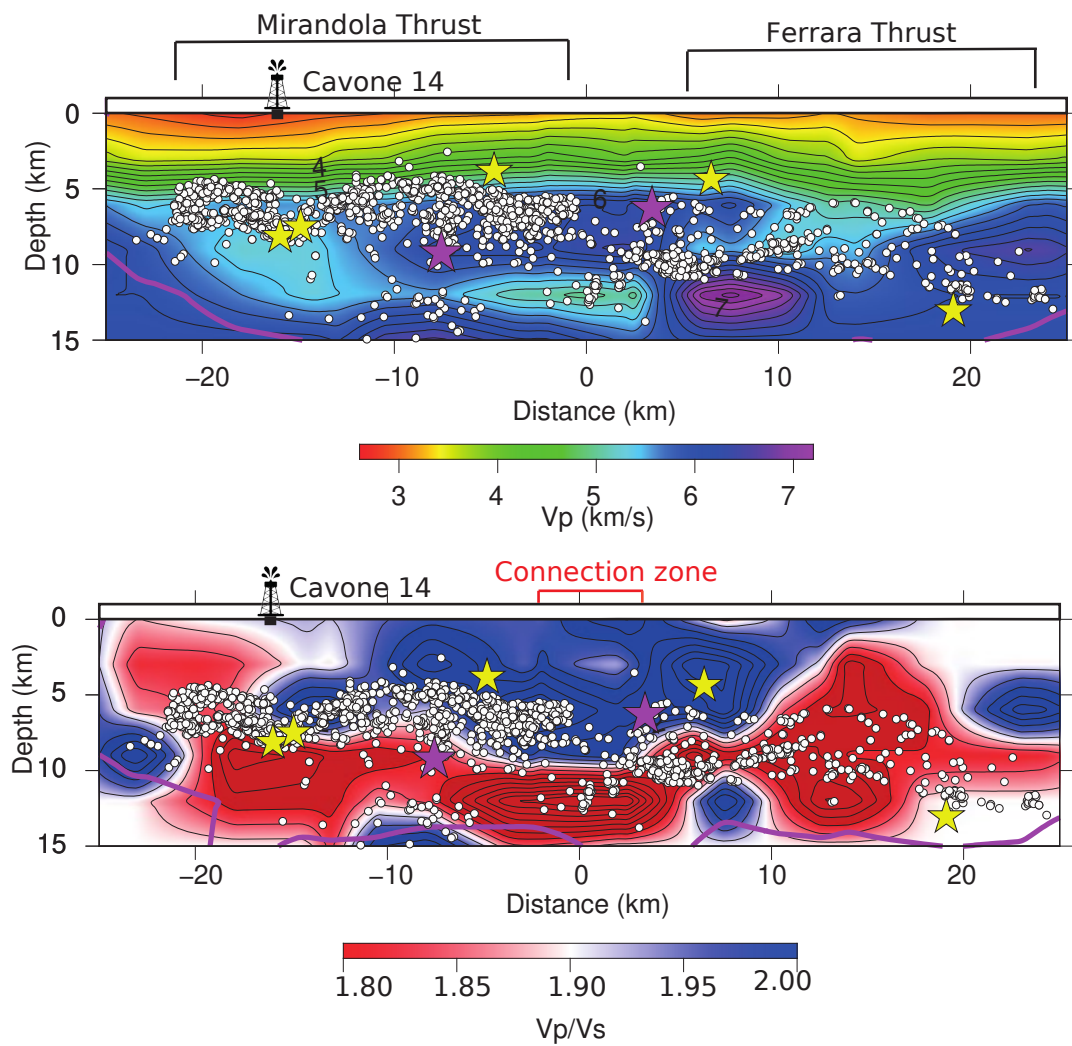 Mirandola Thrust
Ferrara Thrust
Cavone 14
0
5
10
15
Depth (km)
4
5
6
7
−20
−10
0
10
20
Distance (km)
3
4
5
6
7
Vp (km/s)
Connection zone
Cavone 14
0
5
10
15
Depth (km)
−20
−10
0
10
20
Distance (km)
1.80
1.85
1.90
1.95
2.00
Vp/Vs